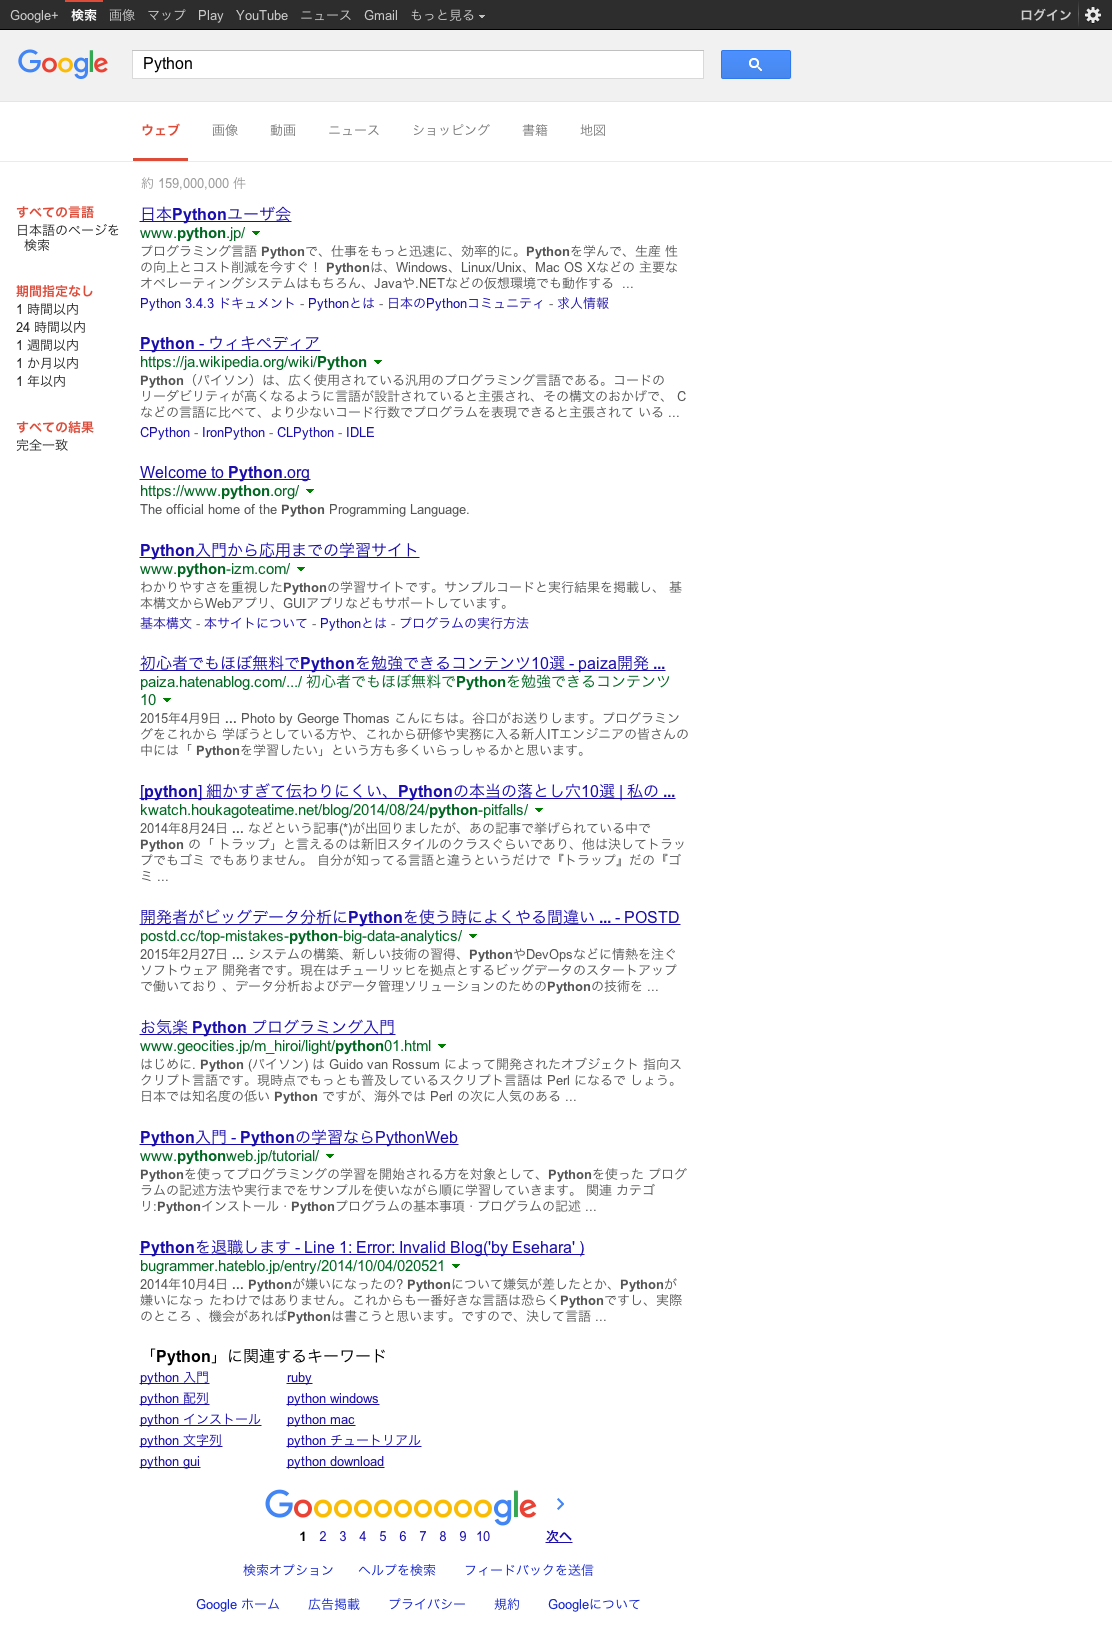 Google+ 検索 画像 マップ Play YouTube ニュース Gmail もっと見る ログイン
Google Python
ウェブ 画像 動画 ニュース ショッピング 書籍 地図
約 159,000,000 件
すべての言語
日本語のページを
検索
期間指定なし
1 時間以内
24 時間以内
1 週間以内
1 か月以内
1 年以内
すべての結果
完全一致
日本Pythonユーザ会
www.python.jp/
プログラミング言語 Pythonで、仕事をもっと迅速に、効率的に。Pythonを学んで、生産 性
の向上とコスト削減を今すぐ！ Pythonは、Windows、Linux/Unix、Mac OS Xなどの 主要な
オペレーティングシステムはもちろん、Javaや.NETなどの仮想環境でも動作する ...
Python 3.4.3 ドキュメント - Pythonとは - 日本のPythonコミュニティ - 求人情報
Python - ウィキペディア
https://ja.wikipedia.org/wiki/Python
Python（パイソン）は、広く使用されている汎用のプログラミング言語である。コードの
リーダビリティが高くなるように言語が設計されていると主張され、その構文のおかげで、 C
などの言語に比べて、より少ないコード行数でプログラムを表現できると主張されて いる ...
CPython - IronPython - CLPython - IDLE
Welcome to Python.org
https://www.python.org/
The official home of the Python Programming Language.
Python入門から応用までの学習サイト
www.python-izm.com/
わかりやすさを重視したPythonの学習サイトです。サンプルコードと実行結果を掲載し、 基
本構文からWebアプリ、GUIアプリなどもサポートしています。
基本構文 - 本サイトについて - Pythonとは - プログラムの実行方法
初心者でもほぼ無料でPythonを勉強できるコンテンツ10選 - paiza開発 ...
paiza.hatenablog.com/.../ 初心者でもほぼ無料でPythonを勉強できるコンテンツ
10
2015年4月9日 ... Photo by George Thomas こんにちは。谷口がお送りします。プログラミン
グをこれから 学ぼうとしている方や、これから研修や実務に入る新人ITエンジニアの皆さんの
中には「 Pythonを学習したい」という方も多くいらっしゃるかと思います。
[python] 細かすぎて伝わりにくい、Pythonの本当の落とし穴10選 | 私の ...
kwatch.houkagoteatime.net/blog/2014/08/24/python-pitfalls/
2014年8月24日 ... などという記事(*)が出回りましたが、あの記事で挙げられている中で
Python の「 トラップ」と言えるのは新旧スタイルのクラスぐらいであり、他は決してトラッ
プでもゴミ でもありません。 自分が知ってる言語と違うというだけで『トラップ』だの『ゴ
ミ ...
開発者がビッグデータ分析にPythonを使う時によくやる間違い ... - POSTD
postd.cc/top-mistakes-python-big-data-analytics/
2015年2月27日 ... システムの構築、新しい技術の習得、PythonやDevOpsなどに情熱を注ぐ
ソフトウェア 開発者です。現在はチューリッヒを拠点とするビッグデータのスタートアップ
で働いており 、データ分析およびデータ管理ソリューションのためのPythonの技術を ...
お気楽 Python プログラミング入門
www.geocities.jp/m_hiroi/light/python01.html
はじめに. Python (パイソン) は Guido van Rossum によって開発されたオブジェクト 指向ス
クリプト言語です。現時点でもっとも普及しているスクリプト言語は Perl になるで しょう。
日本では知名度の低い Python ですが、海外では Perl の次に人気のある ...
Python入門 - Pythonの学習ならPythonWeb
www.pythonweb.jp/tutorial/
Pythonを使ってプログラミングの学習を開始される方を対象として、Pythonを使った プログ
ラムの記述方法や実行までをサンプルを使いながら順に学習していきます。 関連 カテゴ
リ:Pythonインストール · Pythonプログラムの基本事項 · プログラムの記述 ...
Pythonを退職します - Line 1: Error: Invalid Blog('by Esehara' )
bugrammer.hateblo.jp/entry/2014/10/04/020521
2014年10月4日 ... Pythonが嫌いになったの? Pythonについて嫌気が差したとか、Pythonが
嫌いになっ たわけではありません。これからも一番好きな言語は恐らくPythonですし、実際
のところ 、機会があればPythonは書こうと思います。ですので、決して言語 ...
「Python」に関連するキーワード
python 入門 ruby
python 配列 python windows
python インストール python mac
python 文字列 python チュートリアル
python gui python download
Goooooooooogle
1 2 3 4 5 6 7 8 9 10 次へ
検索オプション ヘルプを検索 フィードバックを送信
Google ホーム 広告掲載 プライバシー 規約 Googleについて